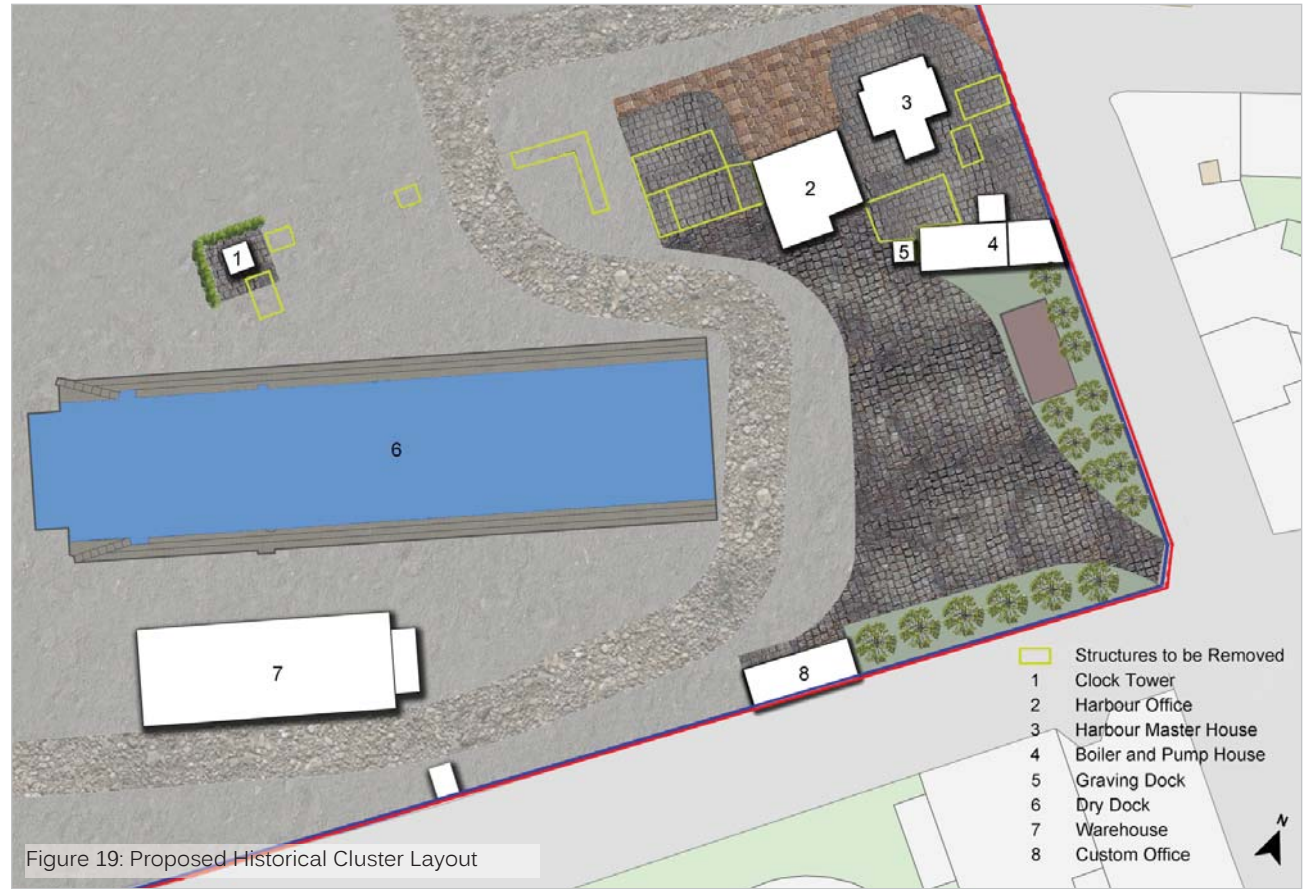 3
2
4
5
1
6
7
8
Structures to be Removed
1 Clock Tower
2 Harbour Office
3 Harbour Master House
4 Boiler and Pump House
5 Graving Dock
6 Dry Dock
7 Warehouse
8 Custom Office
N
Figure 19: Proposed Historical Cluster Layout